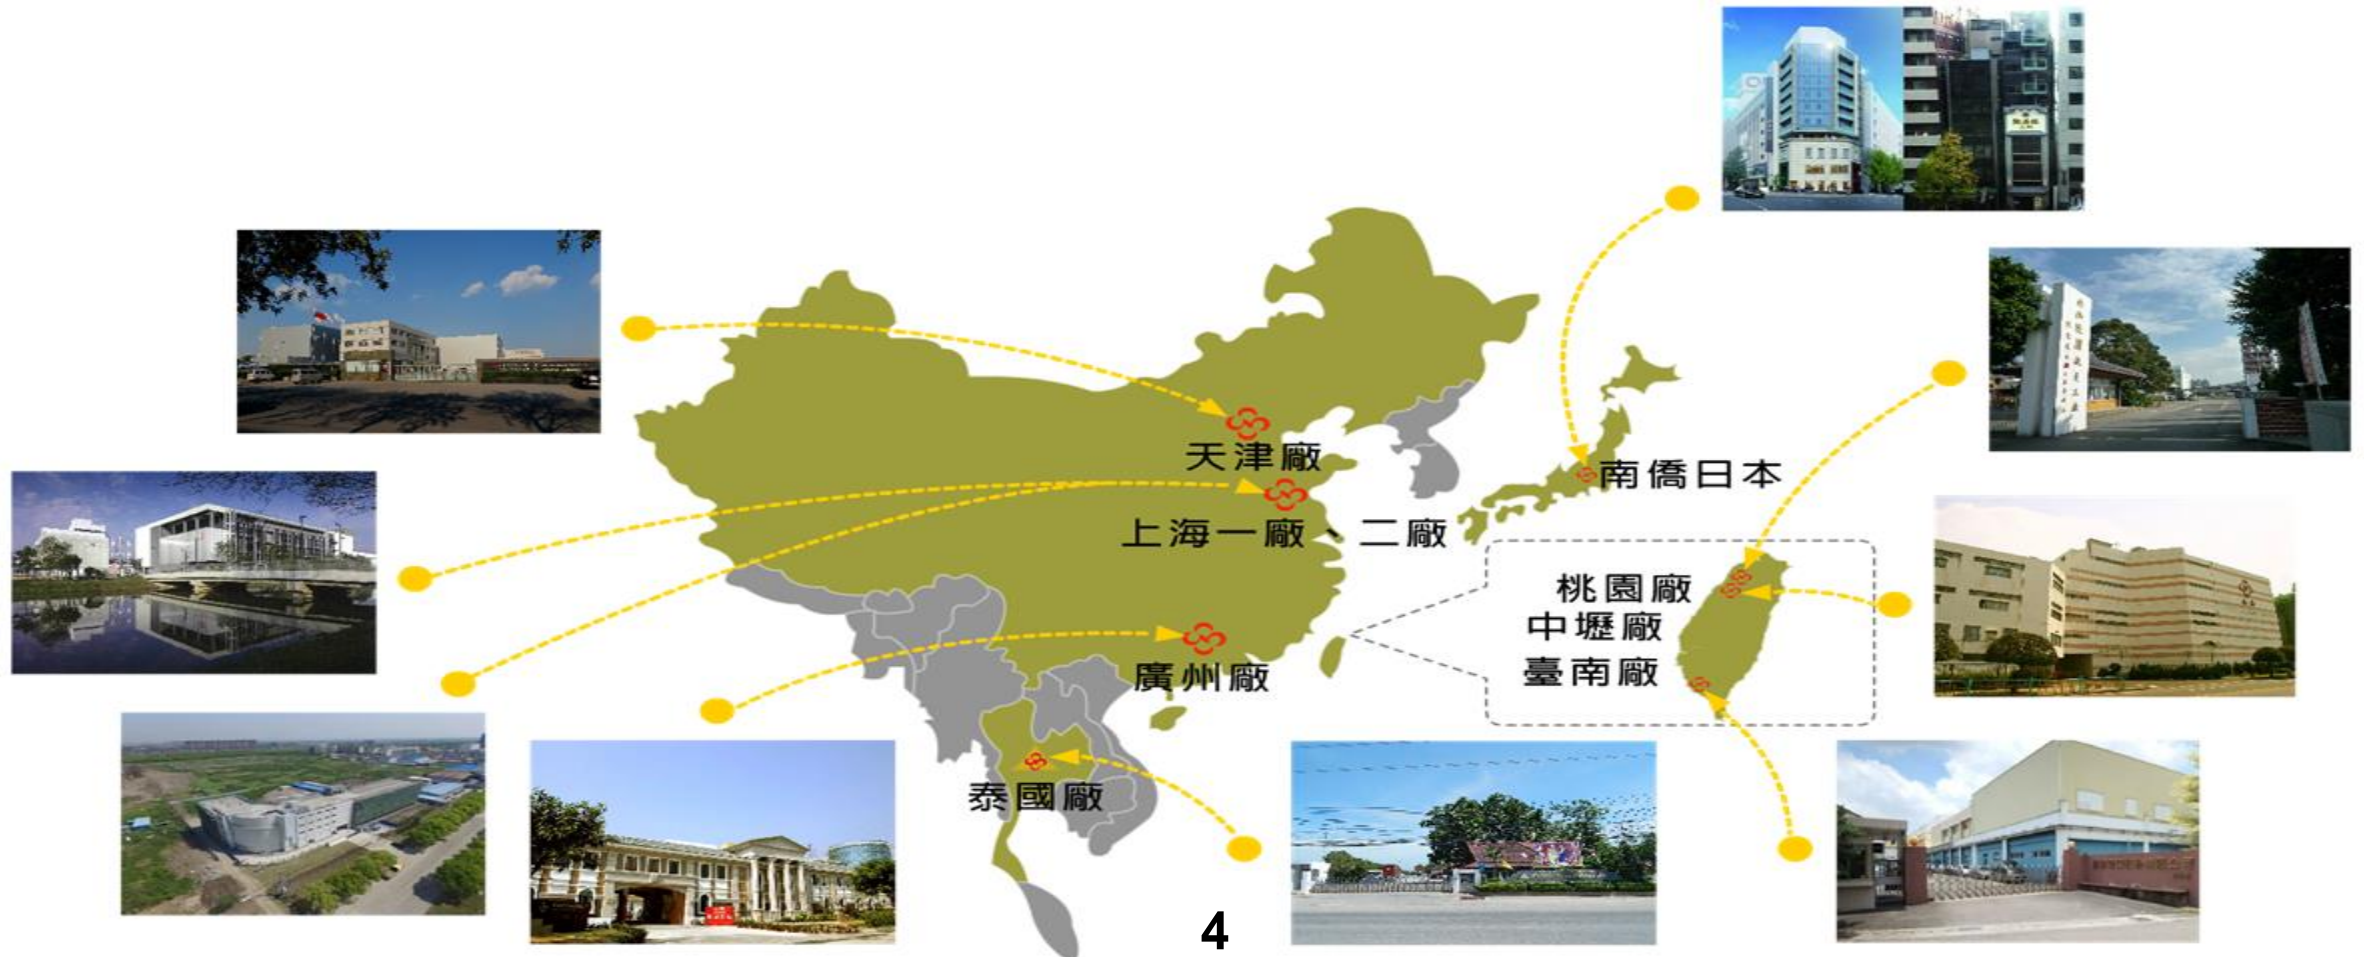 天津廠
南僑日本
上海一廠、二廠
桃園廠
中壢廠
臺南廠
廣州廠
泰國廠
4